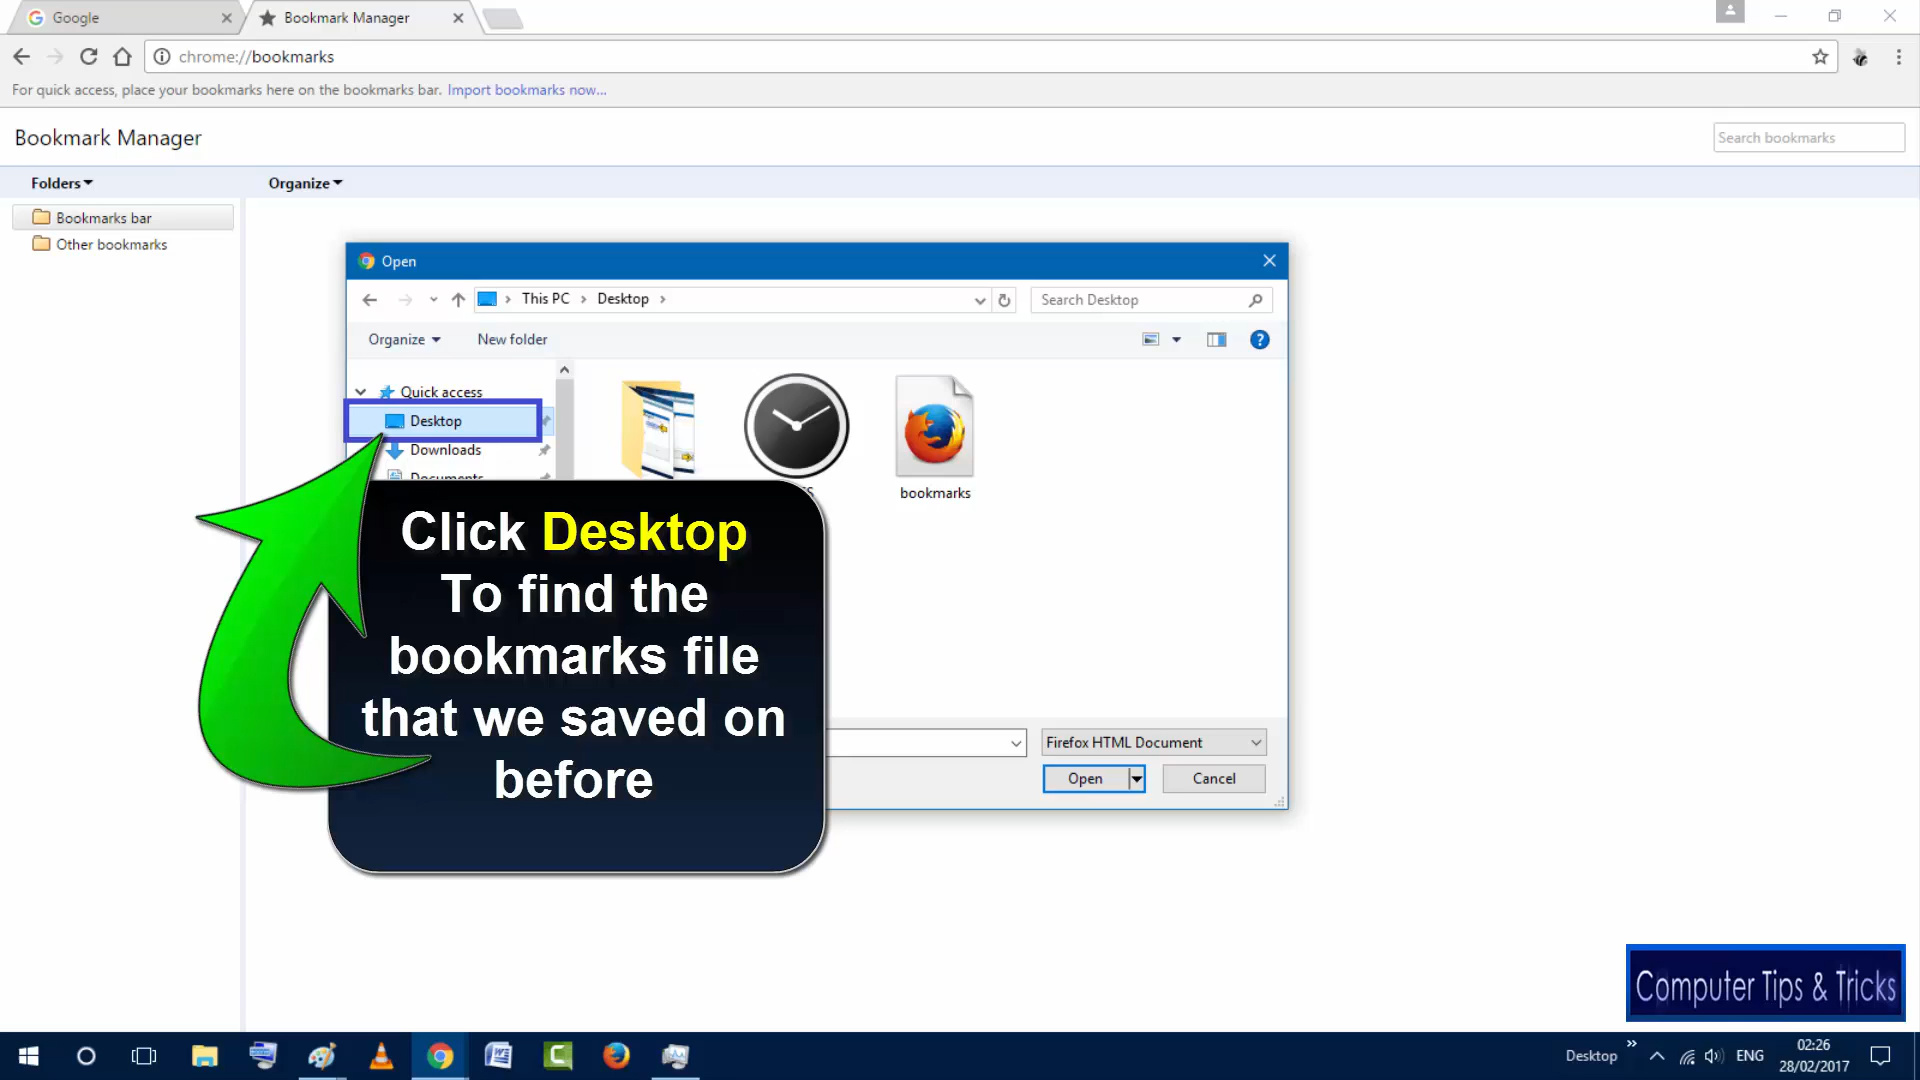 Google
Bookmark Manager
chrome://bookmarks
For quick access, place your bookmarks here on the bookmarks bar. Import bookmarks now...
Bookmark Manager
Search bookmarks
Folders
Organize
Bookmarks bar
Other bookmarks
Open
This PC > Desktop >
Search Desktop
Organize
New folder
Quick access
Desktop
Downloads
Documents
bookmarks
Click Desktop
To find the
bookmarks file
that we saved on
before
Firefox HTML Document
Open
Cancel
Computer Tips & Tricks
Desktop
ENG
02:26
28/02/2017